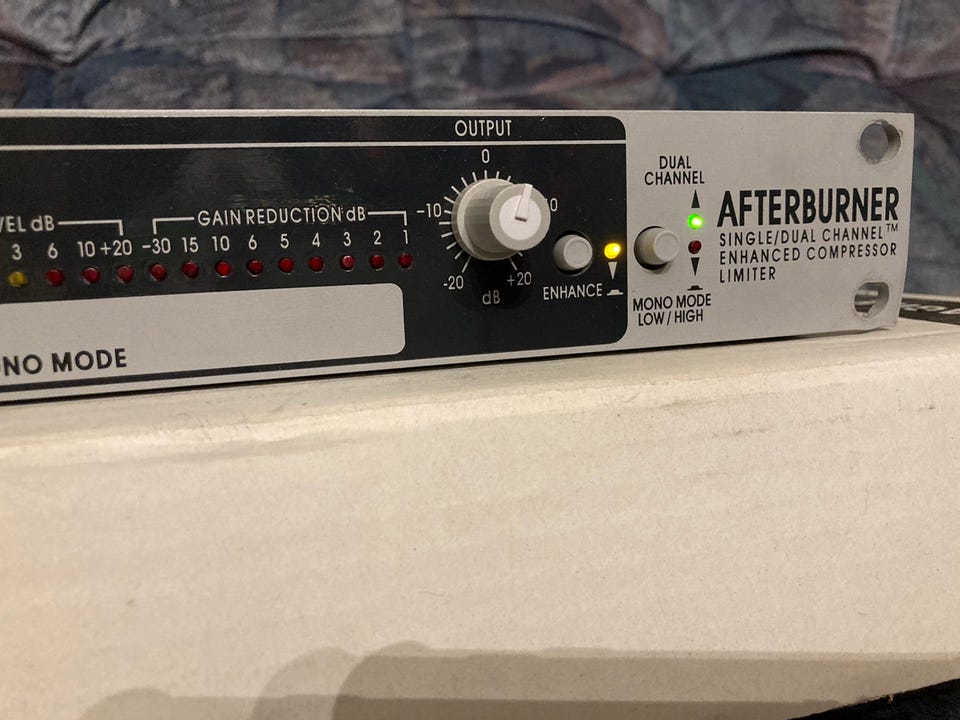 OUTPUT
0
-10
-20
+20
dB
VEL dB
3 6 10 +20
GAIN REDUCTION dB
-30 15 10 6 5 4 3 2 1
ENHANCE
NO MODE
DUAL
CHANNEL
MONO MODE
LOW / HIGH
AFTERBURNER
SINGLE/DUAL CHANNEL™
ENHANCED COMPRESSOR
LIMITER